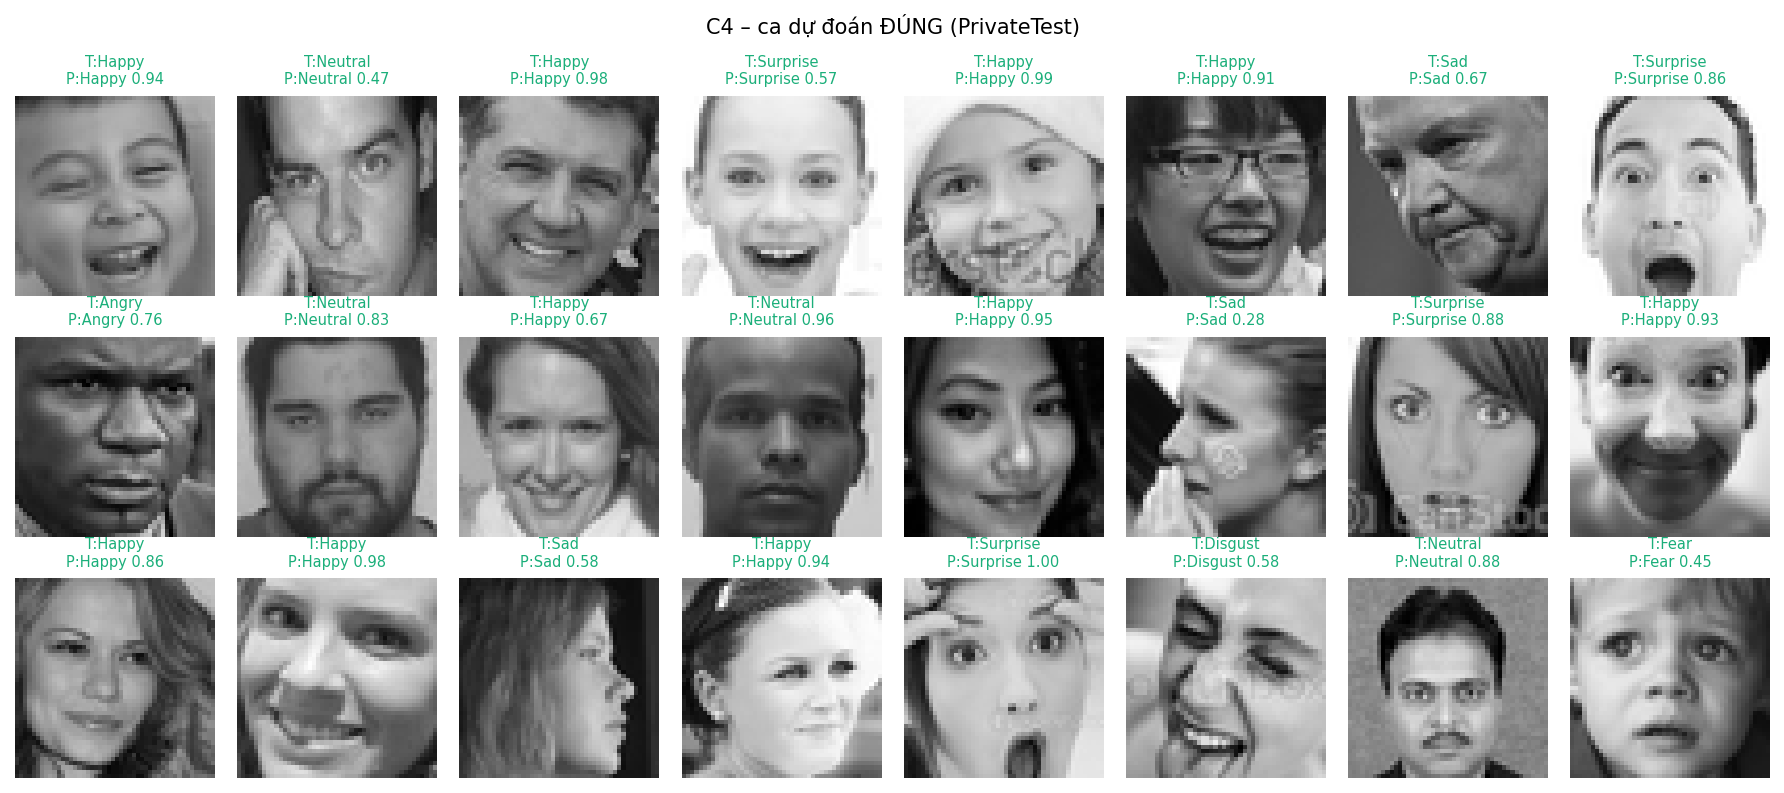 C4 – ca dự đoán ĐÚNG (PrivateTest)
T:Happy
P:Happy 0.94
T:Neutral
P:Neutral 0.47
T:Happy
P:Happy 0.98
T:Surprise
P:Surprise 0.57
T:Happy
P:Happy 0.99
T:Happy
P:Happy 0.91
T:Sad
P:Sad 0.67
T:Surprise
P:Surprise 0.86
T:Angry
P:Angry 0.76
T:Neutral
P:Neutral 0.83
T:Happy
P:Happy 0.67
T:Neutral
P:Neutral 0.96
T:Happy
P:Happy 0.95
T:Sad
P:Sad 0.28
T:Surprise
P:Surprise 0.88
T:Happy
P:Happy 0.93
T:Happy
P:Happy 0.86
T:Happy
P:Happy 0.98
T:Sad
P:Sad 0.58
T:Happy
P:Happy 0.94
T:Surprise
P:Surprise 1.00
T:Disgust
P:Disgust 0.58
T:Neutral
P:Neutral 0.88
T:Fear
P:Fear 0.45